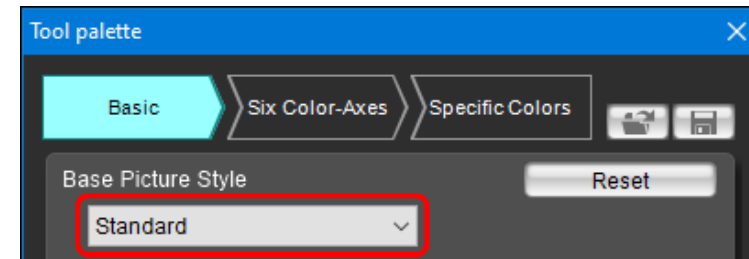 Tool palette
Basic Six Color-Axes Specific Colors
Base Picture Style Reset
Standard